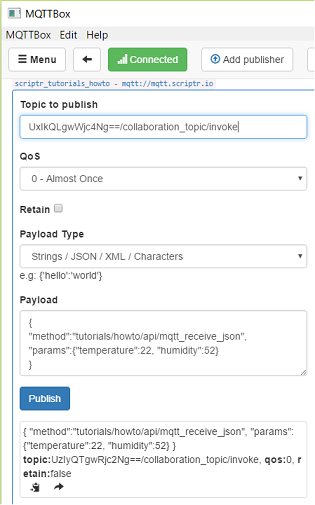 MQTTBox
MQTTBox Edit Help
Menu Connected Add publisher
scriptr_tutorials_howto - mqtt://mqtt.scriptr.io
Topic to publish
UxIkQLgwWjc4Ng==/collaboration_topic/invoke
QoS
0 - Almost Once
Retain
Payload Type
Strings / JSON / XML / Characters
e.g: {'hello':'world'}
Payload
{
"method":"tutorials/howto/api/mqtt_receive_json",
"params":{"temperature":22, "humidity":52}
}
Publish
{ "method":"tutorials/howto/api/mqtt_receive_json", "params":
{"temperature":22, "humidity":52} }
topic:UzIyQTgwRjc2Ng==/collaboration_topic/invoke, qos:0, r
etain:false